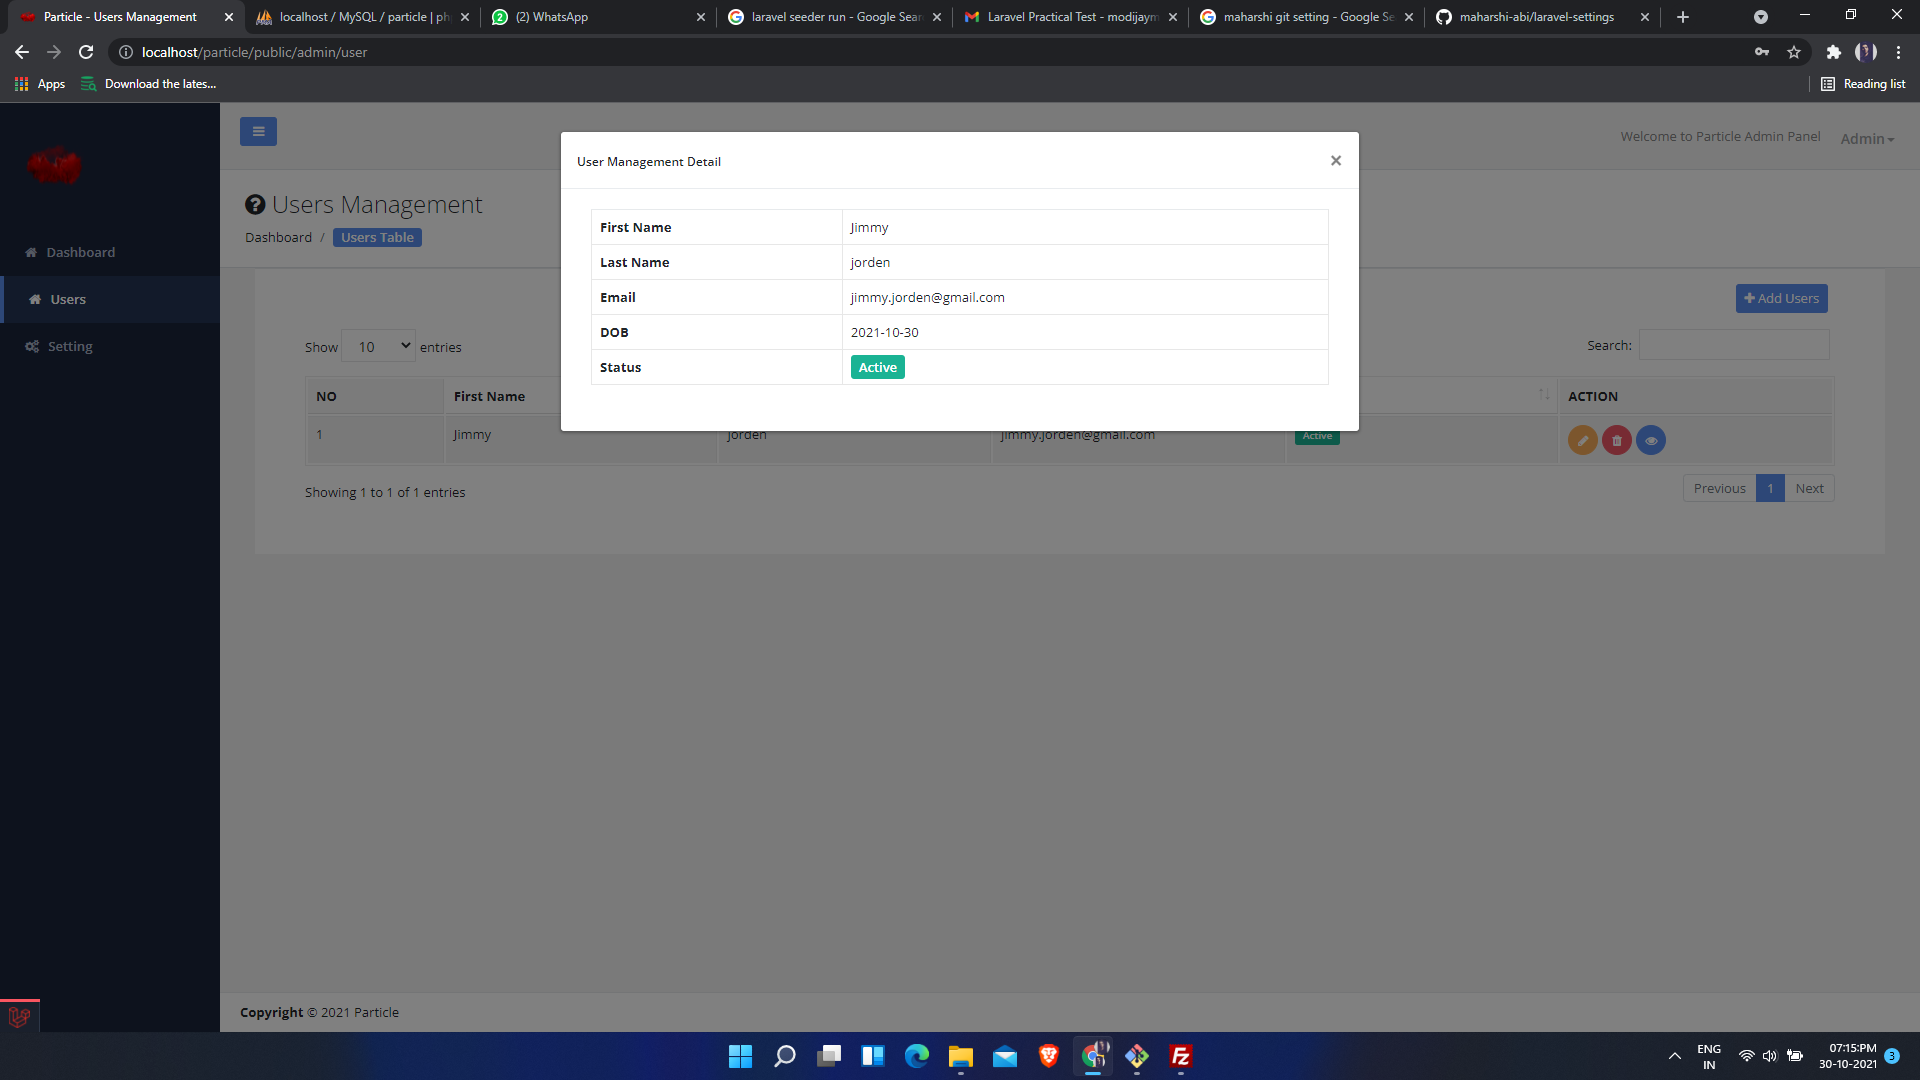 Particle - Users Management
localhost / MySQL / particle | ph
(2) WhatsApp
laravel seeder run - Google Sear
Laravel Practical Test - modijaym
maharshi git setting - Google Se
maharshi-abi/laravel-settings
localhost/particle/public/admin/user
Apps
Download the lates...
Reading list
Welcome to Particle Admin Panel
Admin
User Management Detail
×
Users Management
Dashboard / Users Table
Dashboard
Users
Setting
First Name Jimmy
Last Name jorden
Email jimmy.jorden@gmail.com
DOB 2021-10-30
Status Active
Add Users
Show 10 entries
Search:
NO First Name ACTION
1 Jimmy jorden jimmy.jorden@gmail.com Active
Showing 1 to 1 of 1 entries
Previous 1 Next
Copyright © 2021 Particle
ENG
IN
07:15:PM
30-10-2021
3